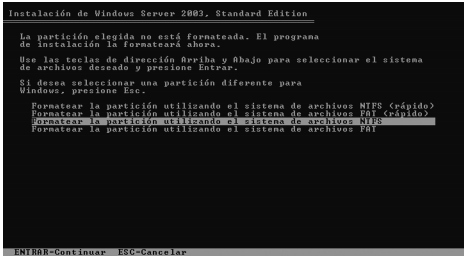 Instalación de Windows Server 2003, Standard Edition
La partición elegida no está formateada. El programa
de instalación la formateará ahora.
Use las teclas de dirección Arriba y Abajo para seleccionar el sistema
de archivos deseado y presione Entrar.
Si desea seleccionar una partición diferente para
Windows, presione Esc.
Formatear la partición utilizando el sistema de archivos NTFS (rápido)
Formatear la partición utilizando el sistema de archivos FAT (rápido)
Formatear la partición utilizando el sistema de archivos NTFS
Formatear la partición utilizando el sistema de archivos FAT
ENTRAR=Continuar ESC=Cancelar